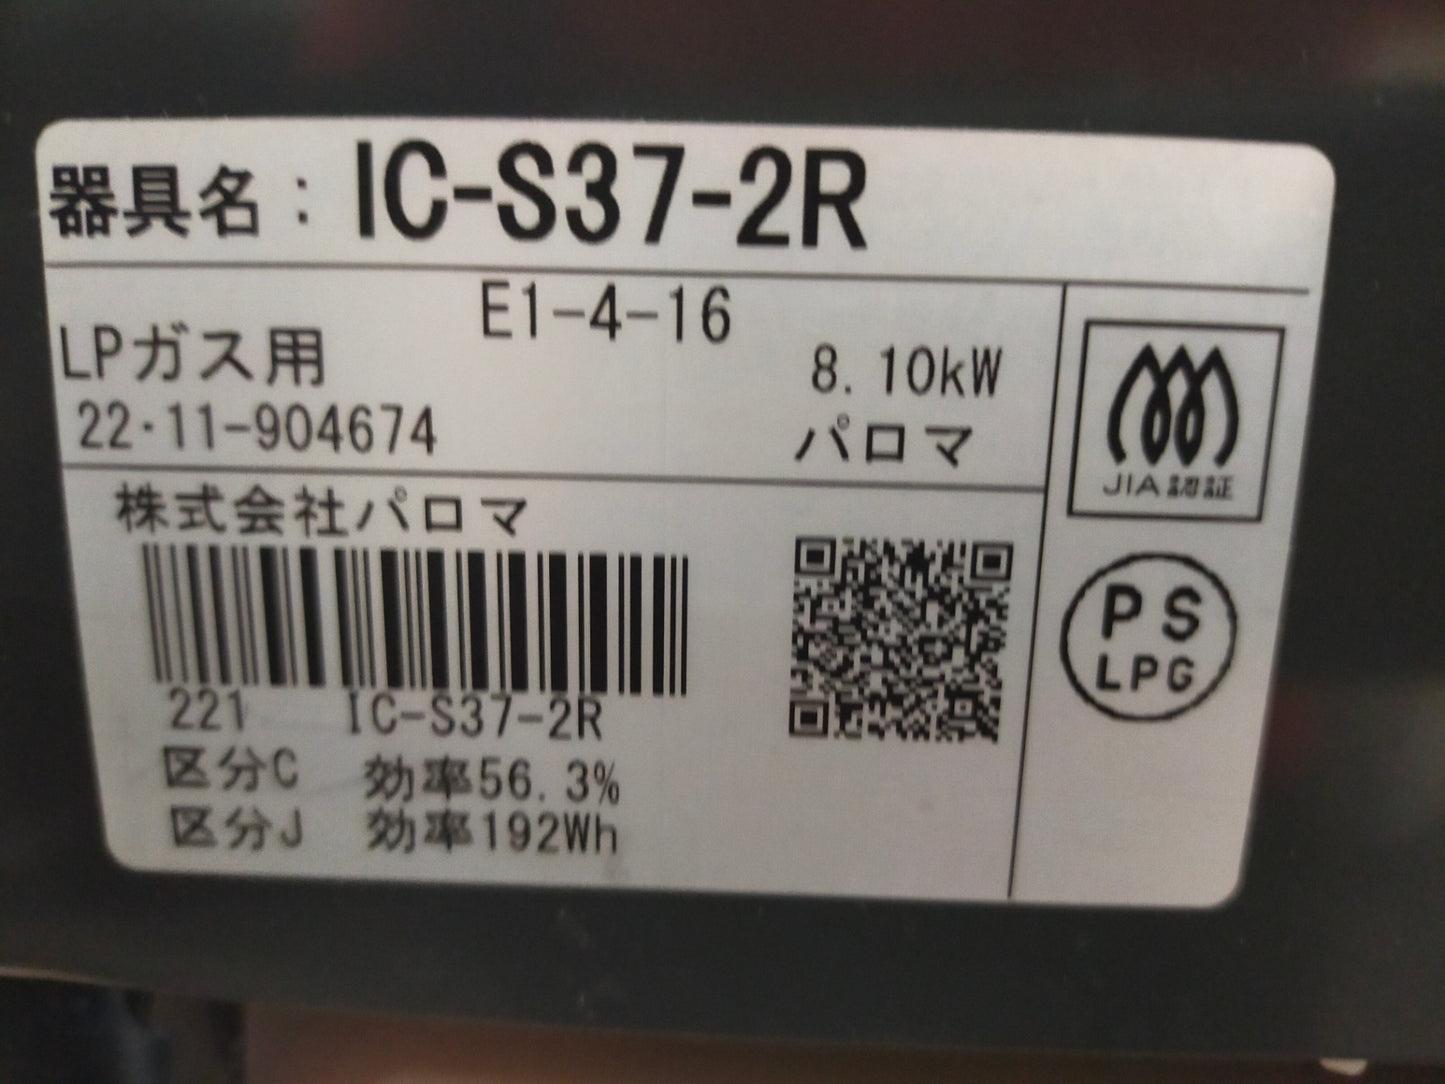 器具名：IC-S37-2R
E1-4-16
LPガス用
8.10kW
22･11-904674
パロマ
JIA認証
株式会社パロマ
PS
LPG
221 IC-S37-2R
区分C 効率56.3%
区分J 効率192Wh